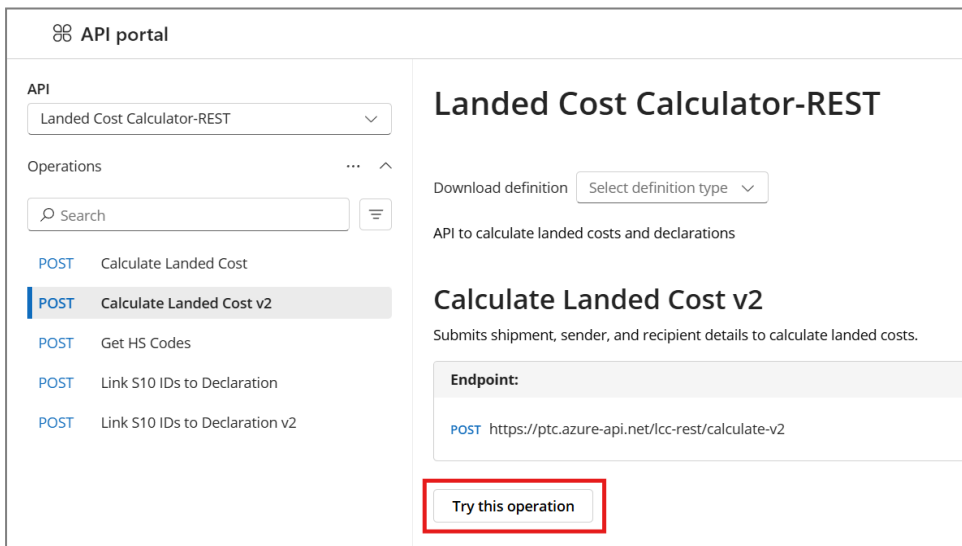 API portal
API
Landed Cost Calculator-REST
Operations
Search
POST Calculate Landed Cost
POST Calculate Landed Cost v2
POST Get HS Codes
POST Link S10 IDs to Declaration
POST Link S10 IDs to Declaration v2
Landed Cost Calculator-REST
Download definition Select definition type
API to calculate landed costs and declarations
Calculate Landed Cost v2
Submits shipment, sender, and recipient details to calculate landed costs.
Endpoint:
POST https://ptc.azure-api.net/lcc-rest/calculate-v2
Try this operation